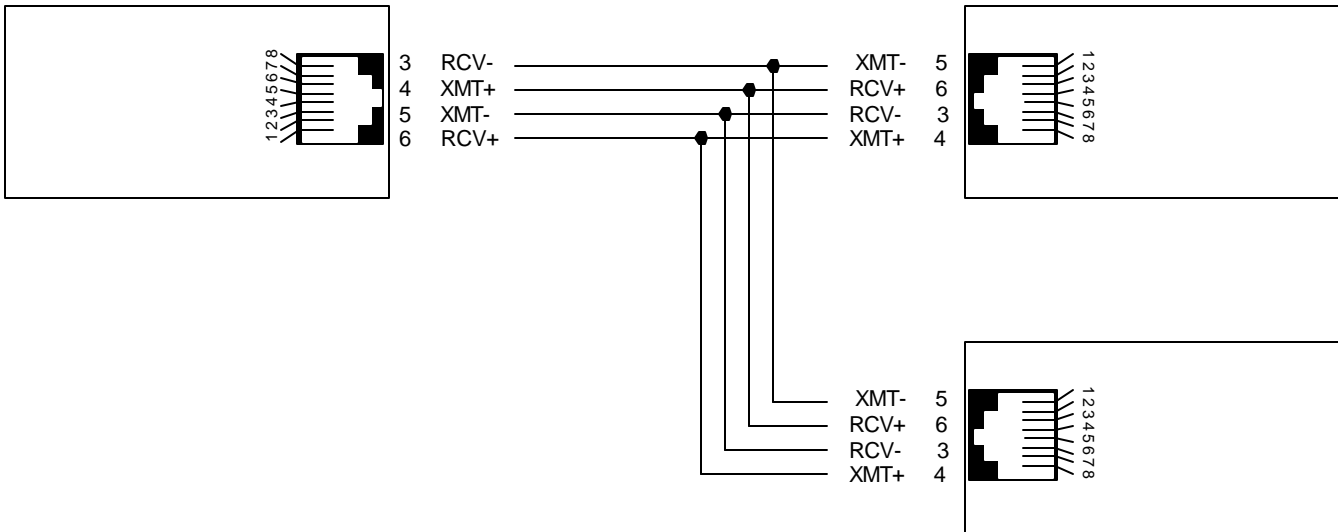 12345678
3 RCV-
4 XMT+
5 XMT-
6 RCV+
XMT- 5
RCV+ 6
RCV- 3
XMT+ 4
12345678
XMT- 5
RCV+ 6
RCV- 3
XMT+ 4
12345678